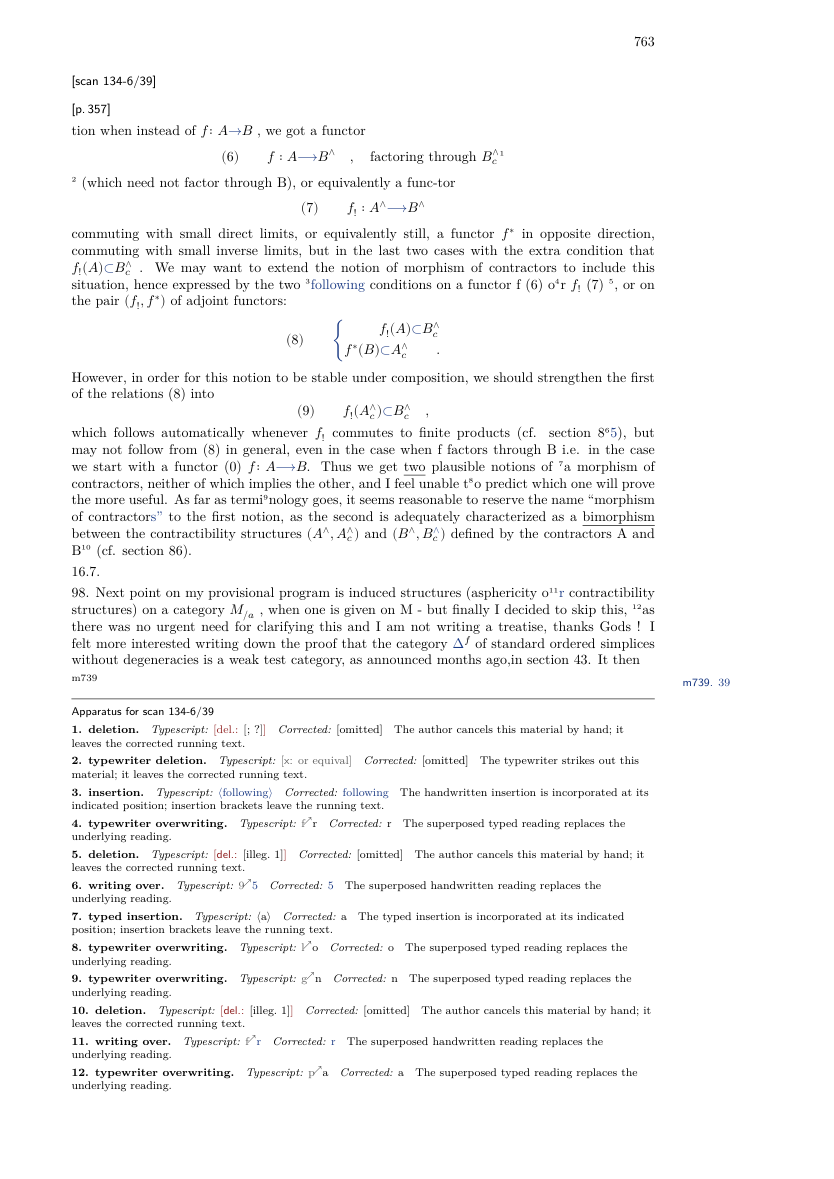 763
[scan 134-6/39]
[p. 357]
tion when instead of f: A→B , we got a functor
(6) f : A⟶B^∧ , factoring through B_c^∧ ¹
² (which need not factor through B), or equivalently a func-tor
(7) f_! : A^∧⟶B^∧
commuting with small direct limits, or equivalently still, a functor f* in opposite direction,
commuting with small inverse limits, but in the last two cases with the extra condition that
f_!(A)⊂B_c^∧ . We may want to extend the notion of morphism of contractors to include this
situation, hence expressed by the two ³following conditions on a functor f (6) o⁴r f_! (7) ⁵, or on
the pair (f_!, f*) of adjoint functors:
(8) { f_!(A)⊂B_c^∧
f*(B)⊂A_c^∧ .
However, in order for this notion to be stable under composition, we should strengthen the first
of the relations (8) into
(9) f_!(A_c^∧)⊂B_c^∧ ,
which follows automatically whenever f_! commutes to finite products (cf. section 8⁶5), but
may not follow from (8) in general, even in the case when f factors through B i.e. in the case
we start with a functor (0) f: A⟶B. Thus we get two plausible notions of ⁷a morphism of
contractors, neither of which implies the other, and I feel unable t⁸o predict which one will prove
the more useful. As far as termi⁹nology goes, it seems reasonable to reserve the name “morphism
of contractors” to the first notion, as the second is adequately characterized as a bimorphism
between the contractibility structures (A^∧, A_c^∧) and (B^∧, B_c^∧) defined by the contractors A and
B¹⁰ (cf. section 86).
16.7.
98. Next point on my provisional program is induced structures (asphericity o¹¹r contractibility
structures) on a category M_/a , when one is given on M - but finally I decided to skip this, ¹²as
there was no urgent need for clarifying this and I am not writing a treatise, thanks Gods ! I
felt more interested writing down the proof that the category Δ^f of standard ordered simplices
without degeneracies is a weak test category, as announced months ago,in section 43. It then
m739
m739. 39
Apparatus for scan 134-6/39
1. deletion. Typescript: [del.: [; ?]] Corrected: [omitted] The author cancels this material by hand; it
leaves the corrected running text.
2. typewriter deletion. Typescript: [x: or equival] Corrected: [omitted] The typewriter strikes out this
material; it leaves the corrected running text.
3. insertion. Typescript: ⟨following⟩ Corrected: following The handwritten insertion is incorporated at its
indicated position; insertion brackets leave the running text.
4. typewriter overwriting. Typescript: f↗r Corrected: r The superposed typed reading replaces the
underlying reading.
5. deletion. Typescript: [del.: [illeg. 1]] Corrected: [omitted] The author cancels this material by hand; it
leaves the corrected running text.
6. writing over. Typescript: 9↗5 Corrected: 5 The superposed handwritten reading replaces the
underlying reading.
7. typed insertion. Typescript: ⟨a⟩ Corrected: a The typed insertion is incorporated at its indicated
position; insertion brackets leave the running text.
8. typewriter overwriting. Typescript: l↗o Corrected: o The superposed typed reading replaces the
underlying reading.
9. typewriter overwriting. Typescript: g↗n Corrected: n The superposed typed reading replaces the
underlying reading.
10. deletion. Typescript: [del.: [illeg. 1]] Corrected: [omitted] The author cancels this material by hand; it
leaves the corrected running text.
11. writing over. Typescript: f↗r Corrected: r The superposed handwritten reading replaces the
underlying reading.
12. typewriter overwriting. Typescript: p↗a Corrected: a The superposed typed reading replaces the
underlying reading.